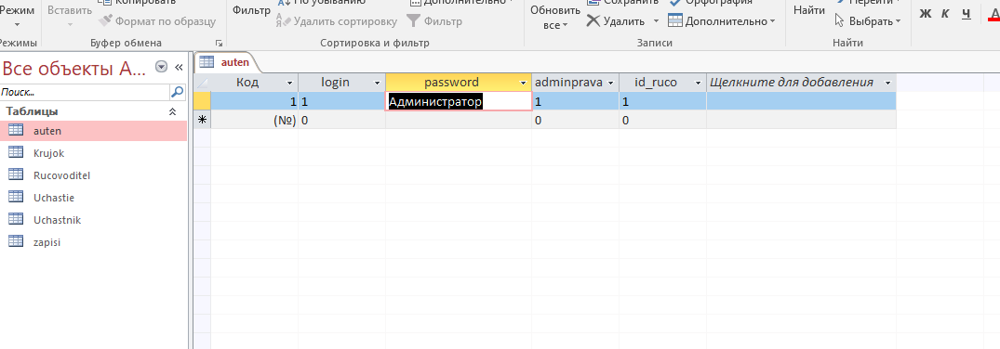 Копировать По убыванию Дополнительно Сохранить Орфография Перейти
Режим Вставить Формат по образцу Фильтр Удалить сортировку Фильтр Обновить все Удалить Дополнительно Найти Выбрать Ж К Ч А
Режимы Буфер обмена Сортировка и фильтр Записи Найти
Все объекты А...
Поиск...
Таблицы
auten
Krujok
Rucovoditel
Uchastie
Uchastnik
zapisi
auten
Код login password adminprava id_ruco Щелкните для добавления
1 1 Администратор 1 1
(№) 0 0 0